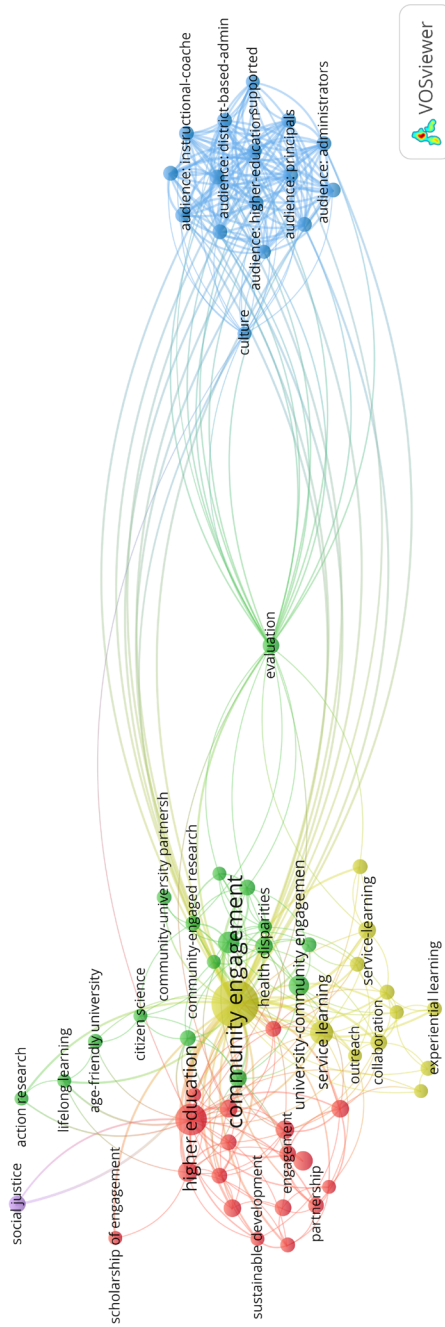 social justice
action research
lifelong learning
age-friendly university
scholarship of engagement
citizen science
community-university partnersh
community-engaged research
higher education
community engagement
health disparities
sustainable development
engagement
university-community engagemen
service learning
partnership
outreach
service-learning
collaboration
experiential learning
evaluation
culture
audience: instructional-coache
audience: district-based-admin
audience: higher-education
supported
audience: principals
audience: administrators
VOSviewer